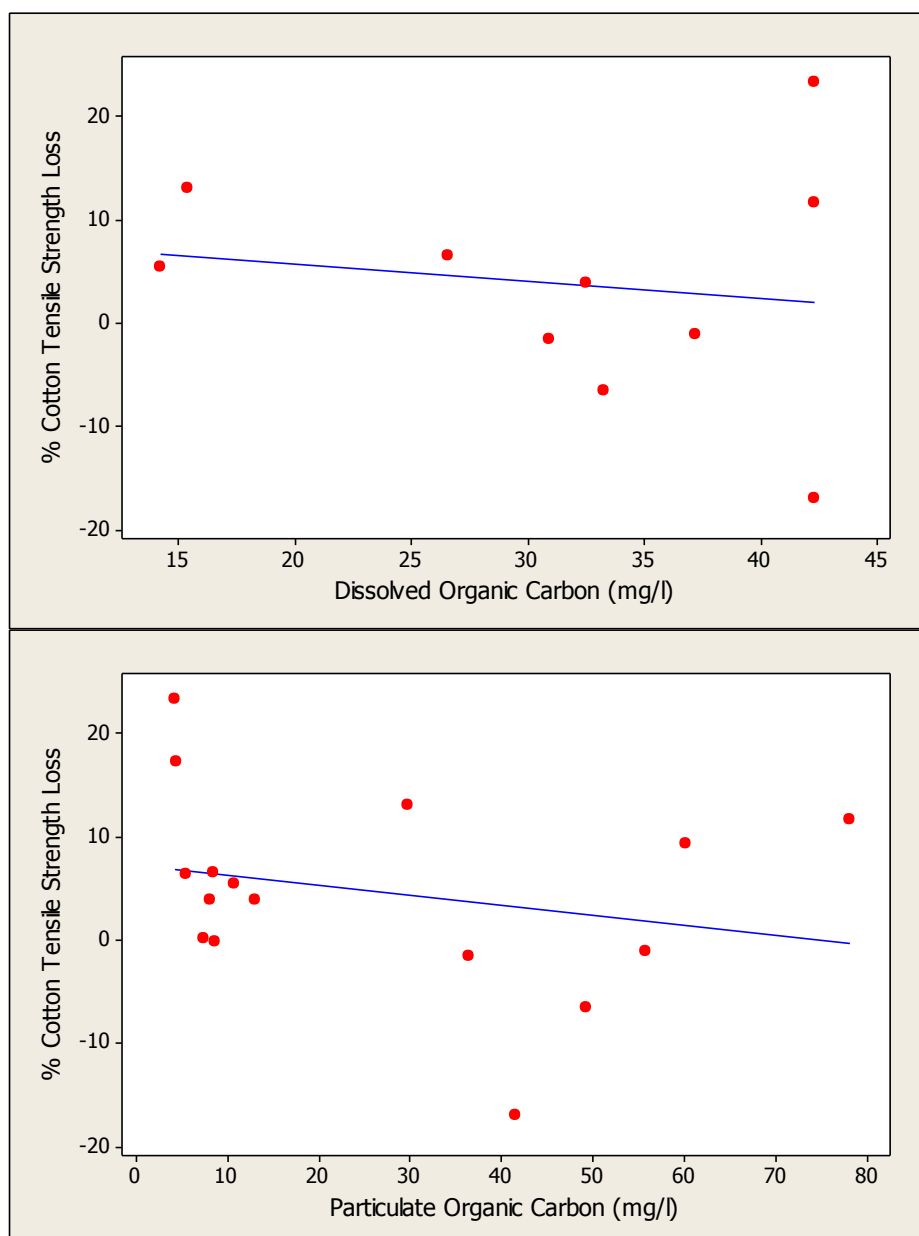 % Cotton Tensile Strength Loss
20
10
0
-10
-20
15 20 25 30 35 40 45
Dissolved Organic Carbon (mg/l)
% Cotton Tensile Strength Loss
20
10
0
-10
-20
0 10 20 30 40 50 60 70 80
Particulate Organic Carbon (mg/l)